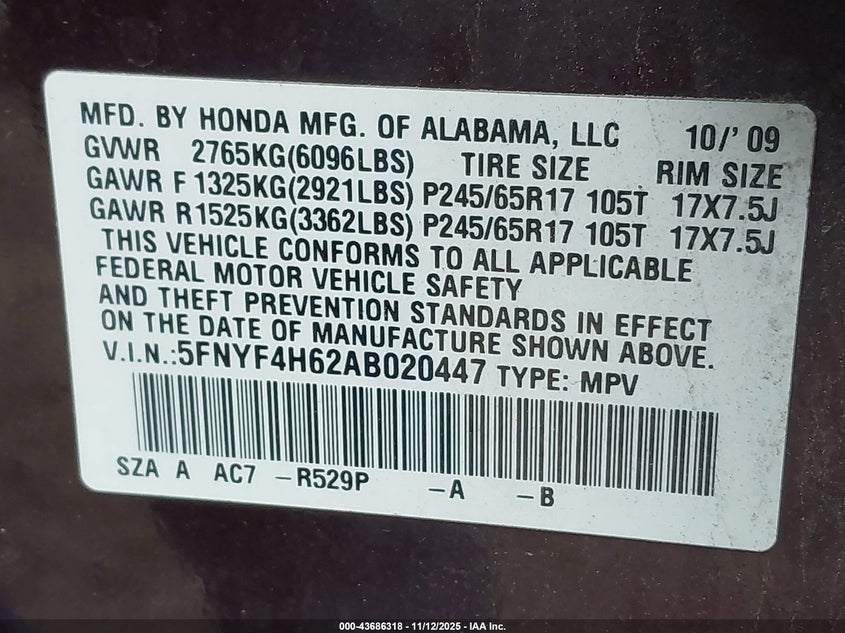 MFD. BY HONDA MFG. OF ALABAMA, LLC 10/' 09
GVWR 2765KG(6096LBS) TIRE SIZE RIM SIZE
GAWR F 1325KG(2921LBS) P245/65R17 105T 17X7.5J
GAWR R1525KG(3362LBS) P245/65R17 105T 17X7.5J
THIS VEHICLE CONFORMS TO ALL APPLICABLE
FEDERAL MOTOR VEHICLE SAFETY
AND THEFT PREVENTION STANDARDS IN EFFECT
ON THE DATE OF MANUFACTURE SHOWN ABOVE.
V.I.N.:5FNYF4H62AB020447 TYPE: MPV
SZA A AC7 -R529P -A -B
000-43686318 - 11/12/2025 - IAA Inc.